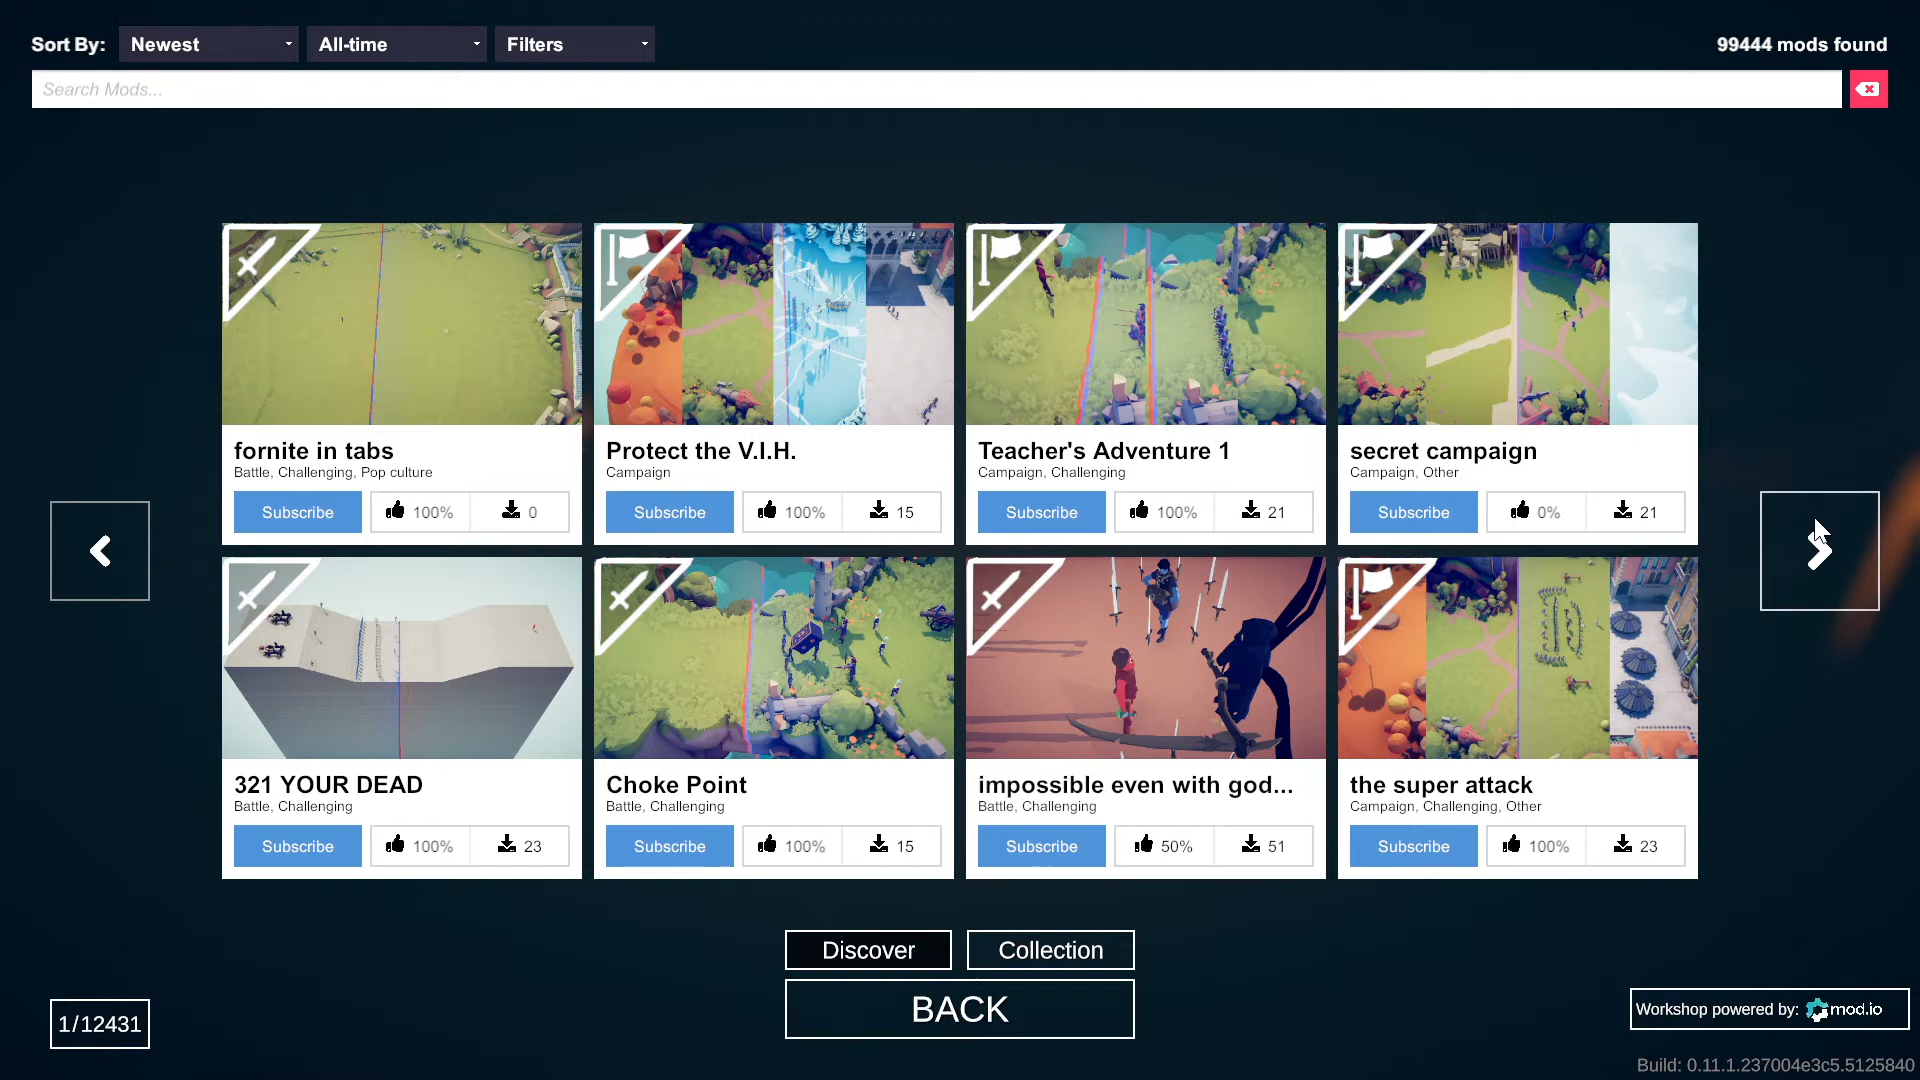 Sort By: Newest All-time Filters 99444 mods found
Search Mods...
fornite in tabs
Battle, Challenging, Pop culture
Subscribe 100% 0
Protect the V.I.H.
Campaign
Subscribe 100% 15
Teacher's Adventure 1
Campaign, Challenging
Subscribe 100% 21
secret campaign
Campaign, Other
Subscribe 0% 21
321 YOUR DEAD
Battle, Challenging
Subscribe 100% 23
Choke Point
Battle, Challenging
Subscribe 100% 15
impossible even with god...
Battle, Challenging
Subscribe 50% 51
the super attack
Campaign, Challenging, Other
Subscribe 100% 23
Discover Collection
BACK
1/12431
Workshop powered by: mod.io
Build: 0.11.1.237004e3c5.5125840